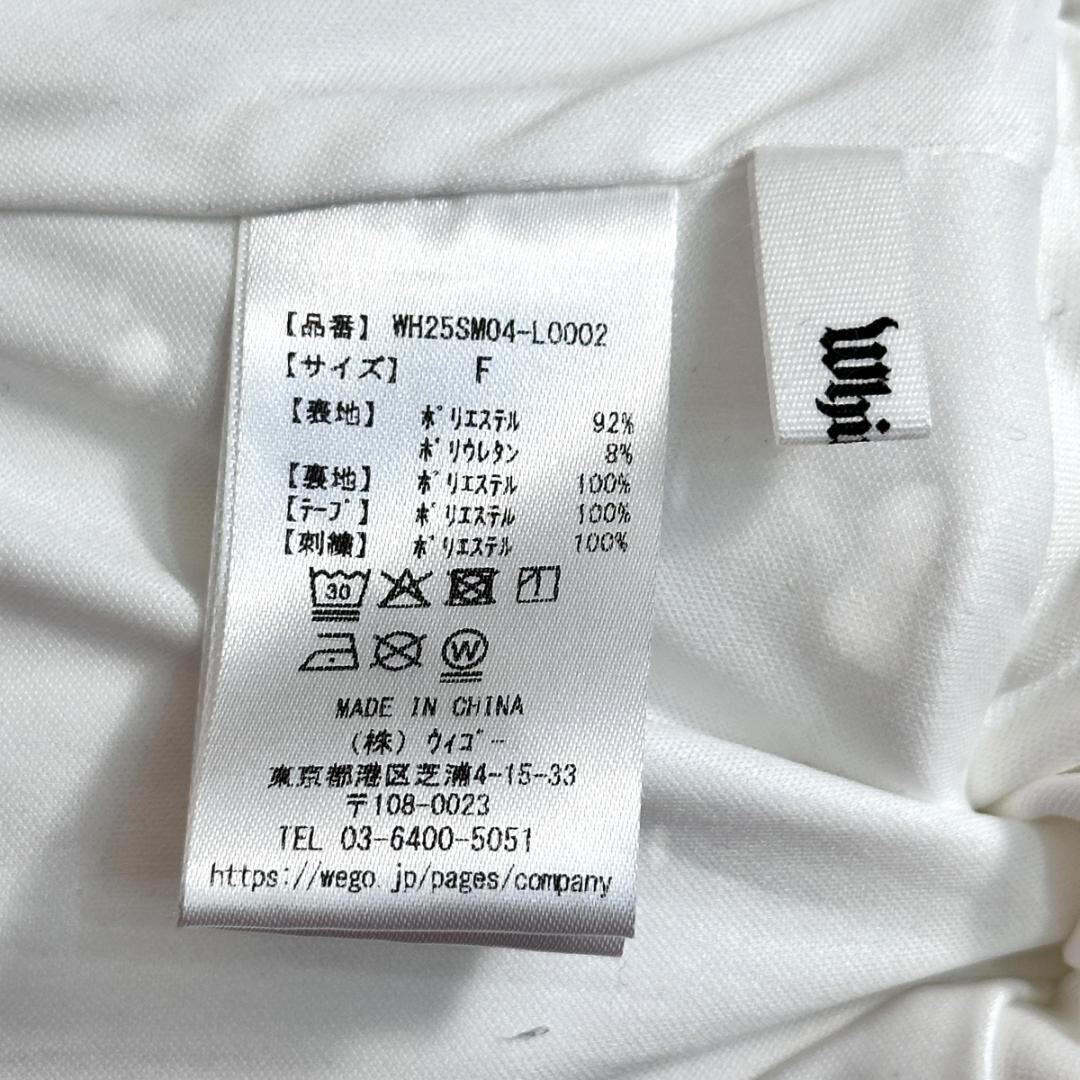 【品番】 WH25SM04-L0002
【サイズ】 F
【表地】 ポリエステル 92%
ポリウレタン 8%
【裏地】 ポリエステル 100%
【テープ】 ポリエステル 100%
【刺繍】 ポリエステル 100%
30
W
MADE IN CHINA
(株) ウィゴー
東京都港区芝浦4-15-33
〒108-0023
TEL 03-6400-5051
https://wego.jp/pages/company